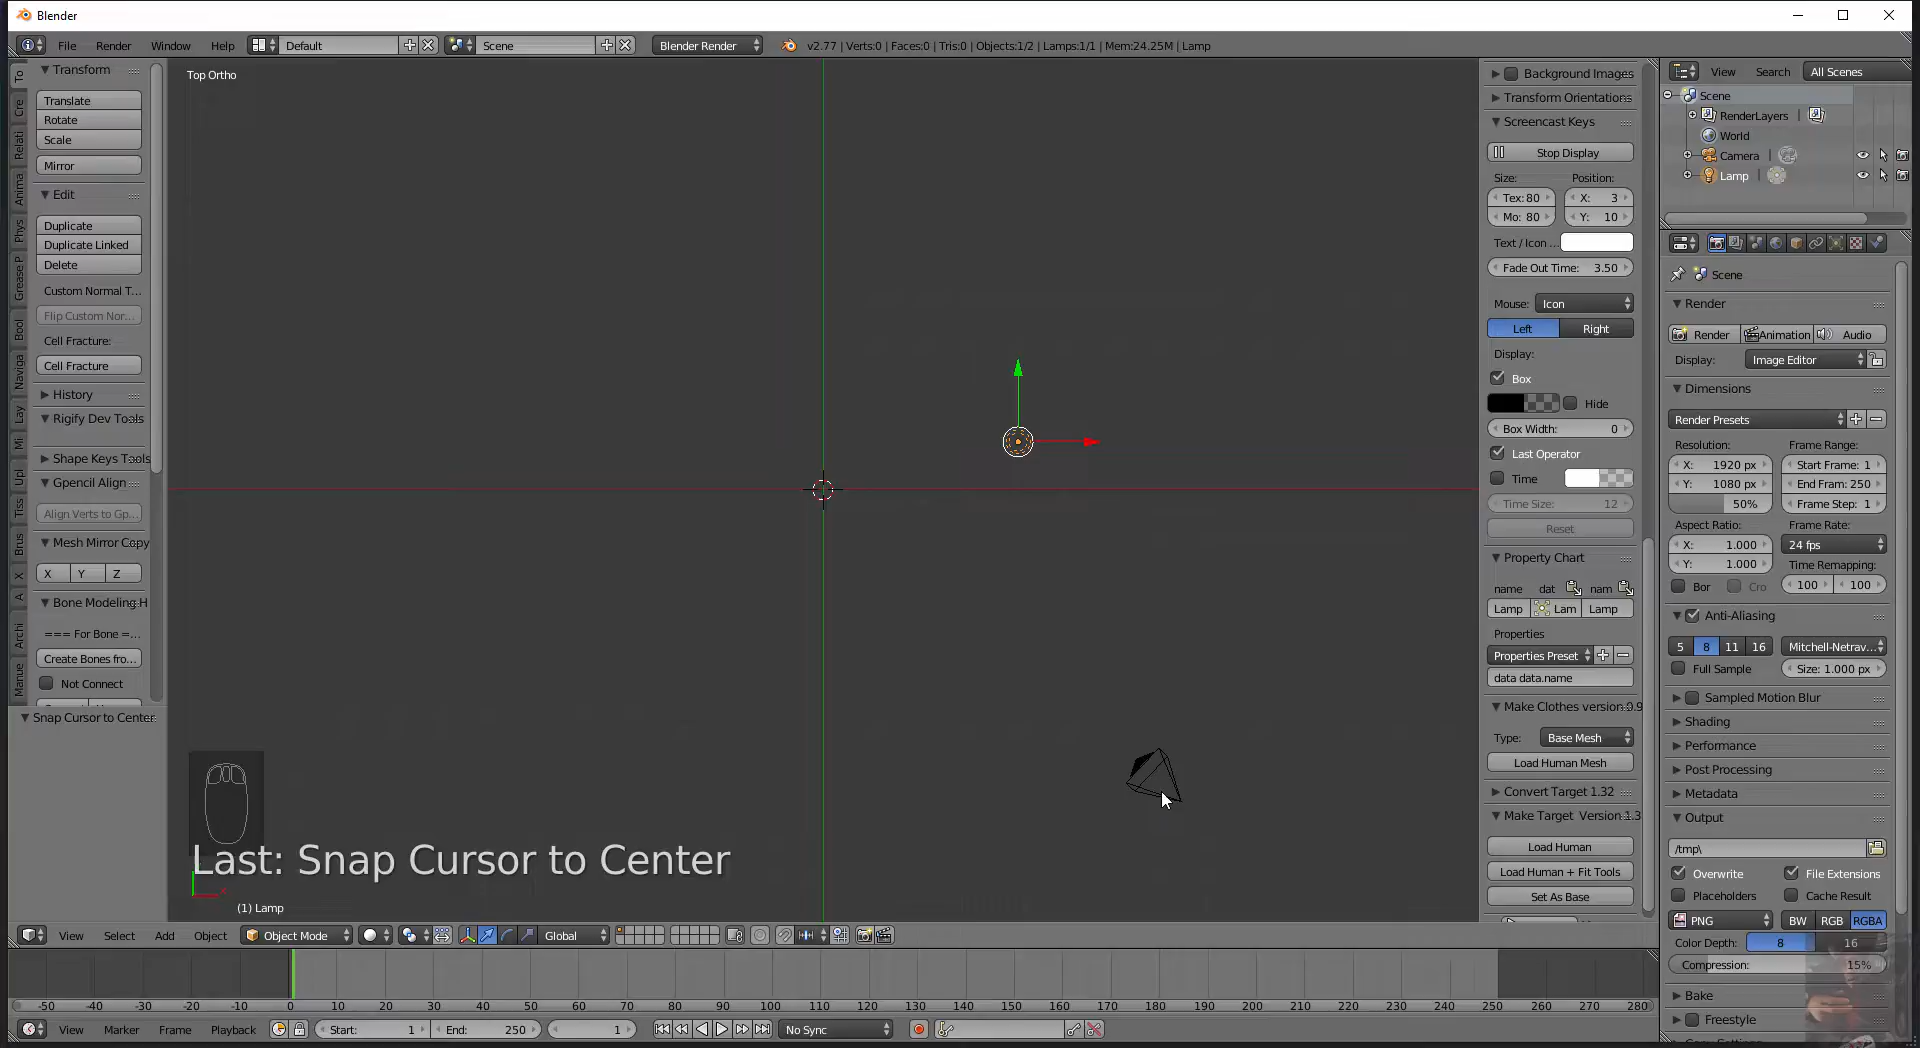 Blender
File Render Window Help Default Scene Blender Render v2.77 | Verts:0 | Faces:0 | Tris:0 | Objects:1/2 | Lamps:1/1 | Mem:24.25M | Lamp
Transform
Translate
Rotate
Scale
Mirror
Edit
Duplicate
Duplicate Linked
Delete
Custom Normal T...
Flip Custom Nor...
Cell Fracture:
Cell Fracture
History
Rigify Dev Tools
Shape Keys Tools
Gpencil Align
Align Verts to Gp...
Mesh Mirror Copy
X Y Z
Bone Modeling H
=== For Bone =...
Create Bones fro...
Not Connect
Snap Cursor to Center
To
Cre
Relati
Anima
Phys
Grease P
Bool
Naviga
Lay
Mi
Upl
Tiss
Brus
X
A
Archi
Manue
Top Ortho
Last: Snap Cursor to Center
(1) Lamp
Background Images
Transform Orientations
Screencast Keys
Stop Display
Size: Position:
Tex: 80 X: 3
Mo: 80 Y: 10
Text / Icon ...
Fade Out Time: 3.50
Mouse: Icon
Left Right
Display:
Box
Hide
Box Width: 0
Last Operator
Time
Time Size: 12
Reset
Property Chart
name dat nam
Lamp Lam Lamp
Properties
Properties Preset
data data.name
Make Clothes version 0.9
Type: Base Mesh
Load Human Mesh
Convert Target 1.32
Make Target Version 1.3
Load Human
Load Human + Fit Tools
Set As Base
View Search All Scenes
Scene
RenderLayers |
World
Camera |
Lamp |
Scene
Render
Render Animation Audio
Display: Image Editor
Dimensions
Render Presets
Resolution: Frame Range:
X: 1920 px Start Frame: 1
Y: 1080 px End Fram: 250
50% Frame Step: 1
Aspect Ratio: Frame Rate:
X: 1.000 24 fps
Y: 1.000 Time Remapping:
Bor Cro 100 100
Anti-Aliasing
5 8 11 16 Mitchell-Netrav...
Full Sample Size: 1.000 px
Sampled Motion Blur
Shading
Performance
Post Processing
Metadata
Output
/tmp\
Overwrite File Extensions
Placeholders Cache Result
PNG BW RGB RGBA
Color Depth: 8 16
Compression: 15%
Bake
Freestyle
View Select Add Object Object Mode Global
-50 -40 -30 -20 -10 0 10 20 30 40 50 60 70 80 90 100 110 120 130 140 150 160 170 180 190 200 210 220 230 240 250 260 270 280
View Marker Frame Playback Start: 1 End: 250 1 No Sync